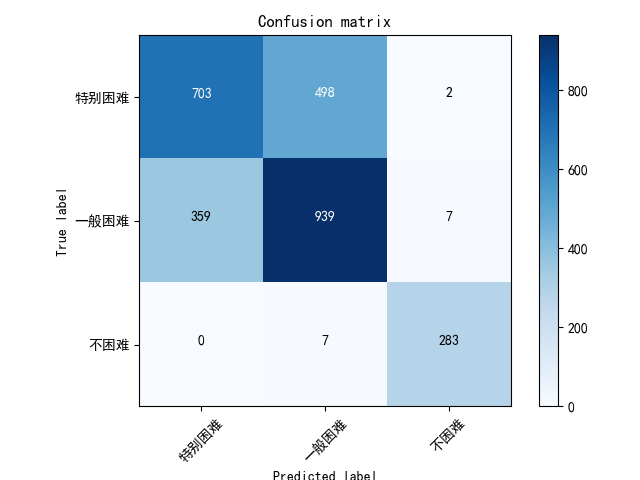 Confusion matrix
特别困难 703 498 2
一般困难 359 939 7
不困难 0 7 283
True label
特别困难 一般困难 不困难
Predicted label
800
600
400
200
0